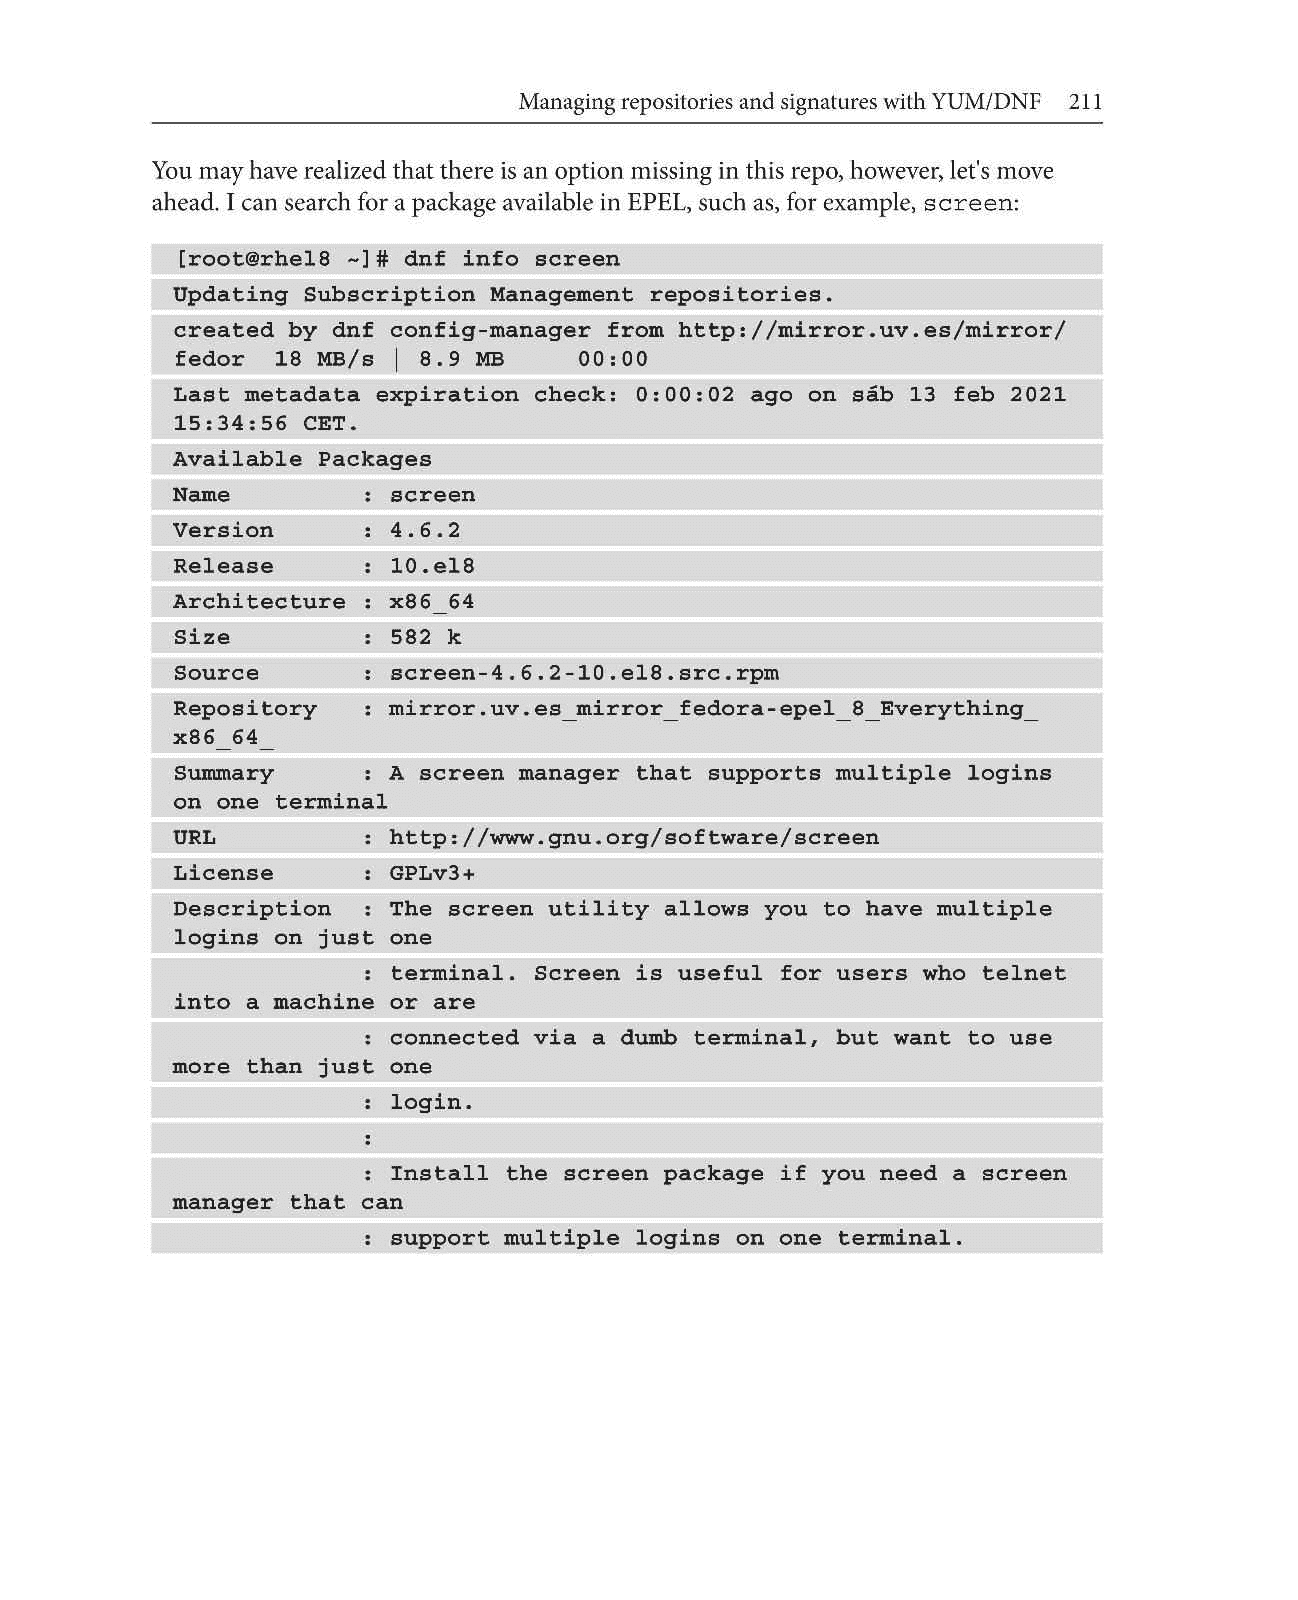 Managing repositories and signatures with YUM/DNF 211
You may have realized that there is an option missing in this repo, however, let's move
ahead. I can search for a package available in EPEL, such as, for example, screen:
[root@rhel8 ~]# dnf info screen
Updating Subscription Management repositories.
created by dnf config-manager from http://mirror.uv.es/mirror/
fedor  18 MB/s | 8.9 MB     00:00
Last metadata expiration check: 0:00:02 ago on sáb 13 feb 2021
15:34:56 CET.
Available Packages
Name         : screen
Version      : 4.6.2
Release      : 10.el8
Architecture : x86_64
Size         : 582 k
Source       : screen-4.6.2-10.el8.src.rpm
Repository   : mirror.uv.es_mirror_fedora-epel_8_Everything_
x86_64_
Summary      : A screen manager that supports multiple logins
on one terminal
URL          : http://www.gnu.org/software/screen
License      : GPLv3+
Description  : The screen utility allows you to have multiple
logins on just one
             : terminal. Screen is useful for users who telnet
into a machine or are
             : connected via a dumb terminal, but want to use
more than just one
             : login.
             :
             : Install the screen package if you need a screen
manager that can
             : support multiple logins on one terminal.